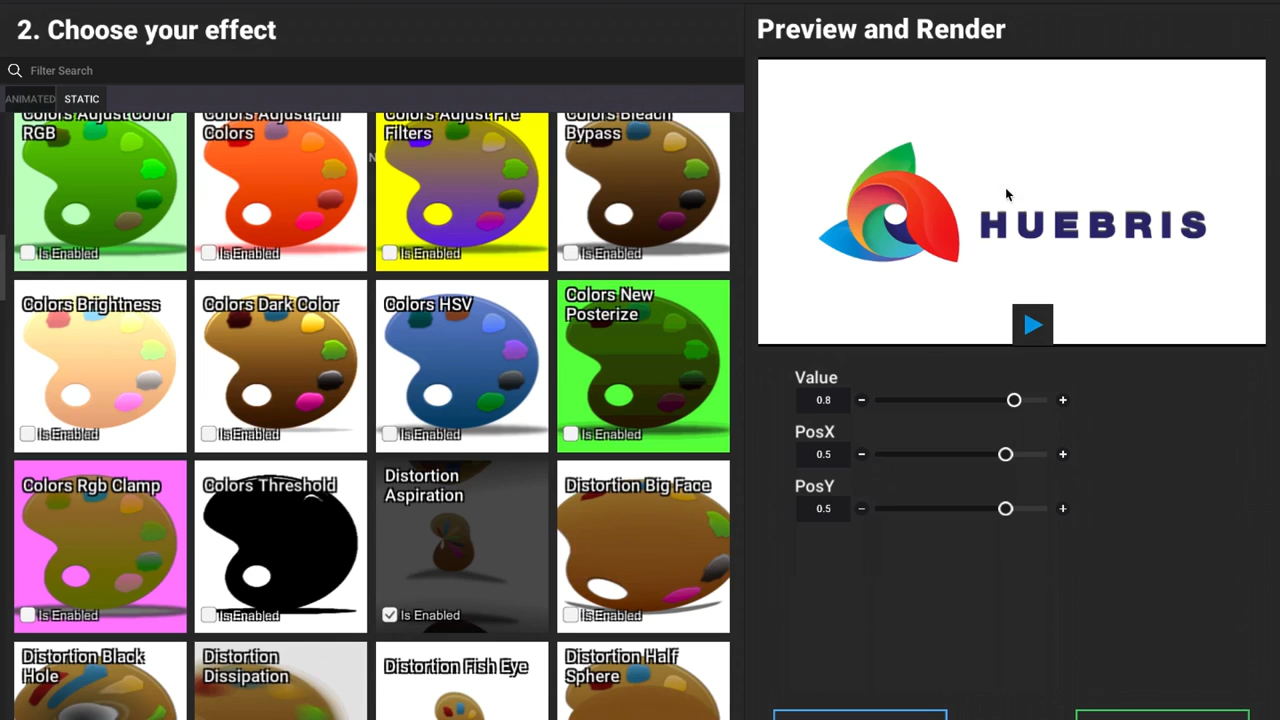 2. Choose your effect
Filter Search
ANIMATED STATIC
Colors Adjust Color RGB
Is Enabled
Colors Adjust Full Colors
Is Enabled
Colors Adjust Pre Filters
Is Enabled
Colors Bleach Bypass
Is Enabled
Colors Brightness
Is Enabled
Colors Dark Color
Is Enabled
Colors HSV
Is Enabled
Colors New Posterize
Is Enabled
Colors Rgb Clamp
Is Enabled
Colors Threshold
Is Enabled
Distortion Aspiration
Is Enabled
Distortion Big Face
Is Enabled
Distortion Black Hole
Distortion Dissipation
Distortion Fish Eye
Distortion Half Sphere
Preview and Render
HUEBRIS
Value
0.8 - +
PosX
0.5 - +
PosY
0.5 - +